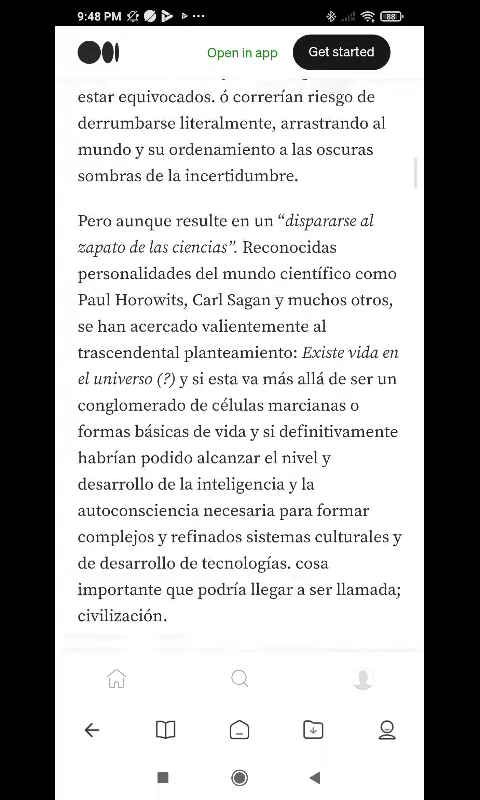 9:48 PM
88
Open in app
Get started
estar equivocados. ó correrían riesgo de
derrumbarse literalmente, arrastrando al
mundo y su ordenamiento a las oscuras
sombras de la incertidumbre.
Pero aunque resulte en un “dispararse al
zapato de las ciencias”. Reconocidas
personalidades del mundo científico como
Paul Horowits, Carl Sagan y muchos otros,
se han acercado valientemente al
trascendental planteamiento: Existe vida en
el universo (?) y si esta va más allá de ser un
conglomerado de células marcianas o
formas básicas de vida y si definitivamente
habrían podido alcanzar el nivel y
desarrollo de la inteligencia y la
autoconsciencia necesaria para formar
complejos y refinados sistemas culturales y
de desarrollo de tecnologías. cosa
importante que podría llegar a ser llamada;
civilización.